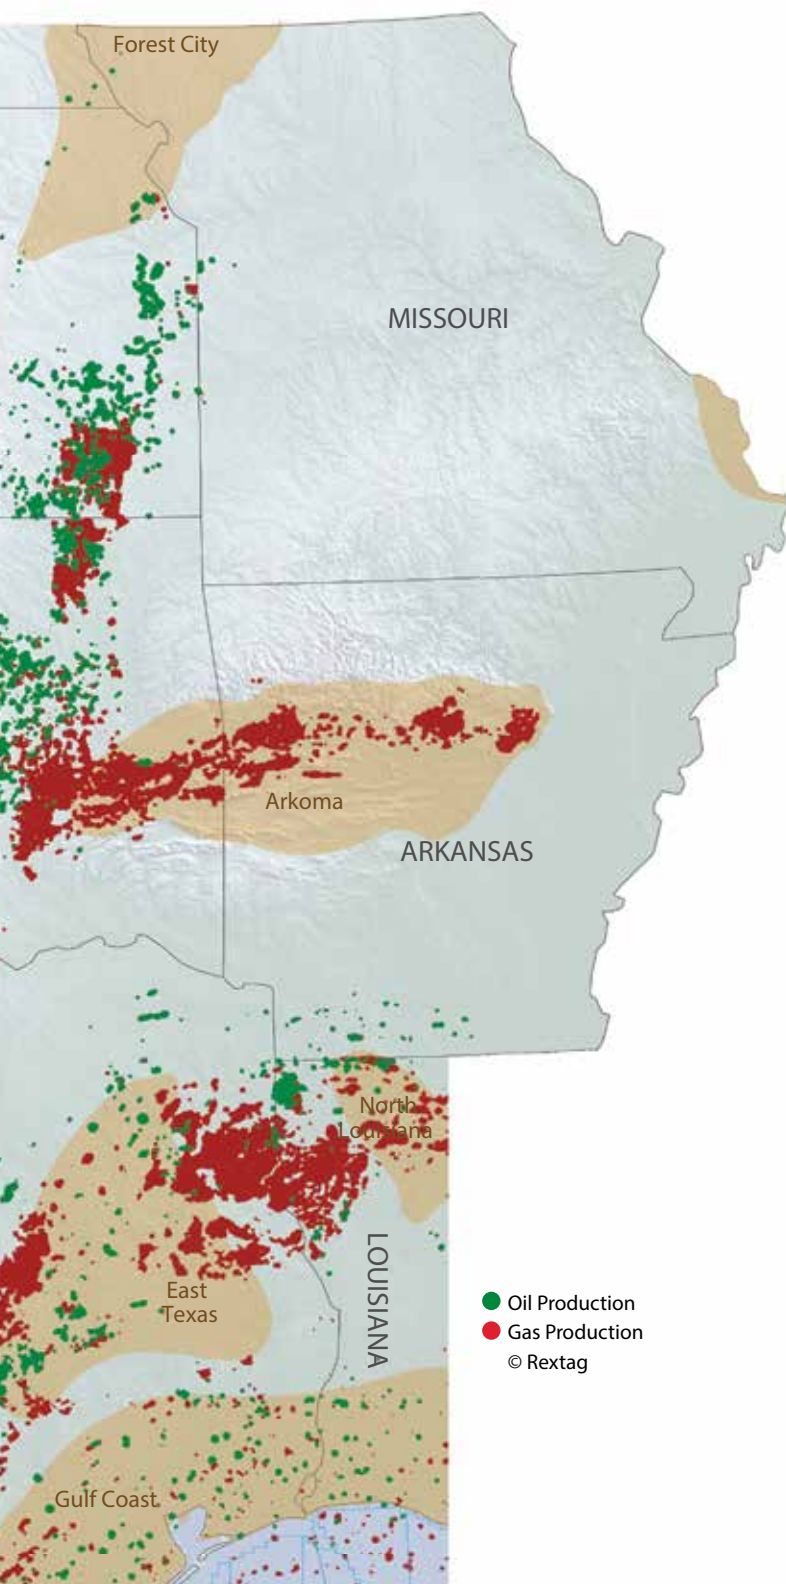 Forest City
MISSOURI
Arkoma
ARKANSAS
North
Louisiana
LOUISIANA
East
Texas
Oil Production
Gas Production
© Rextag
Gulf Coast